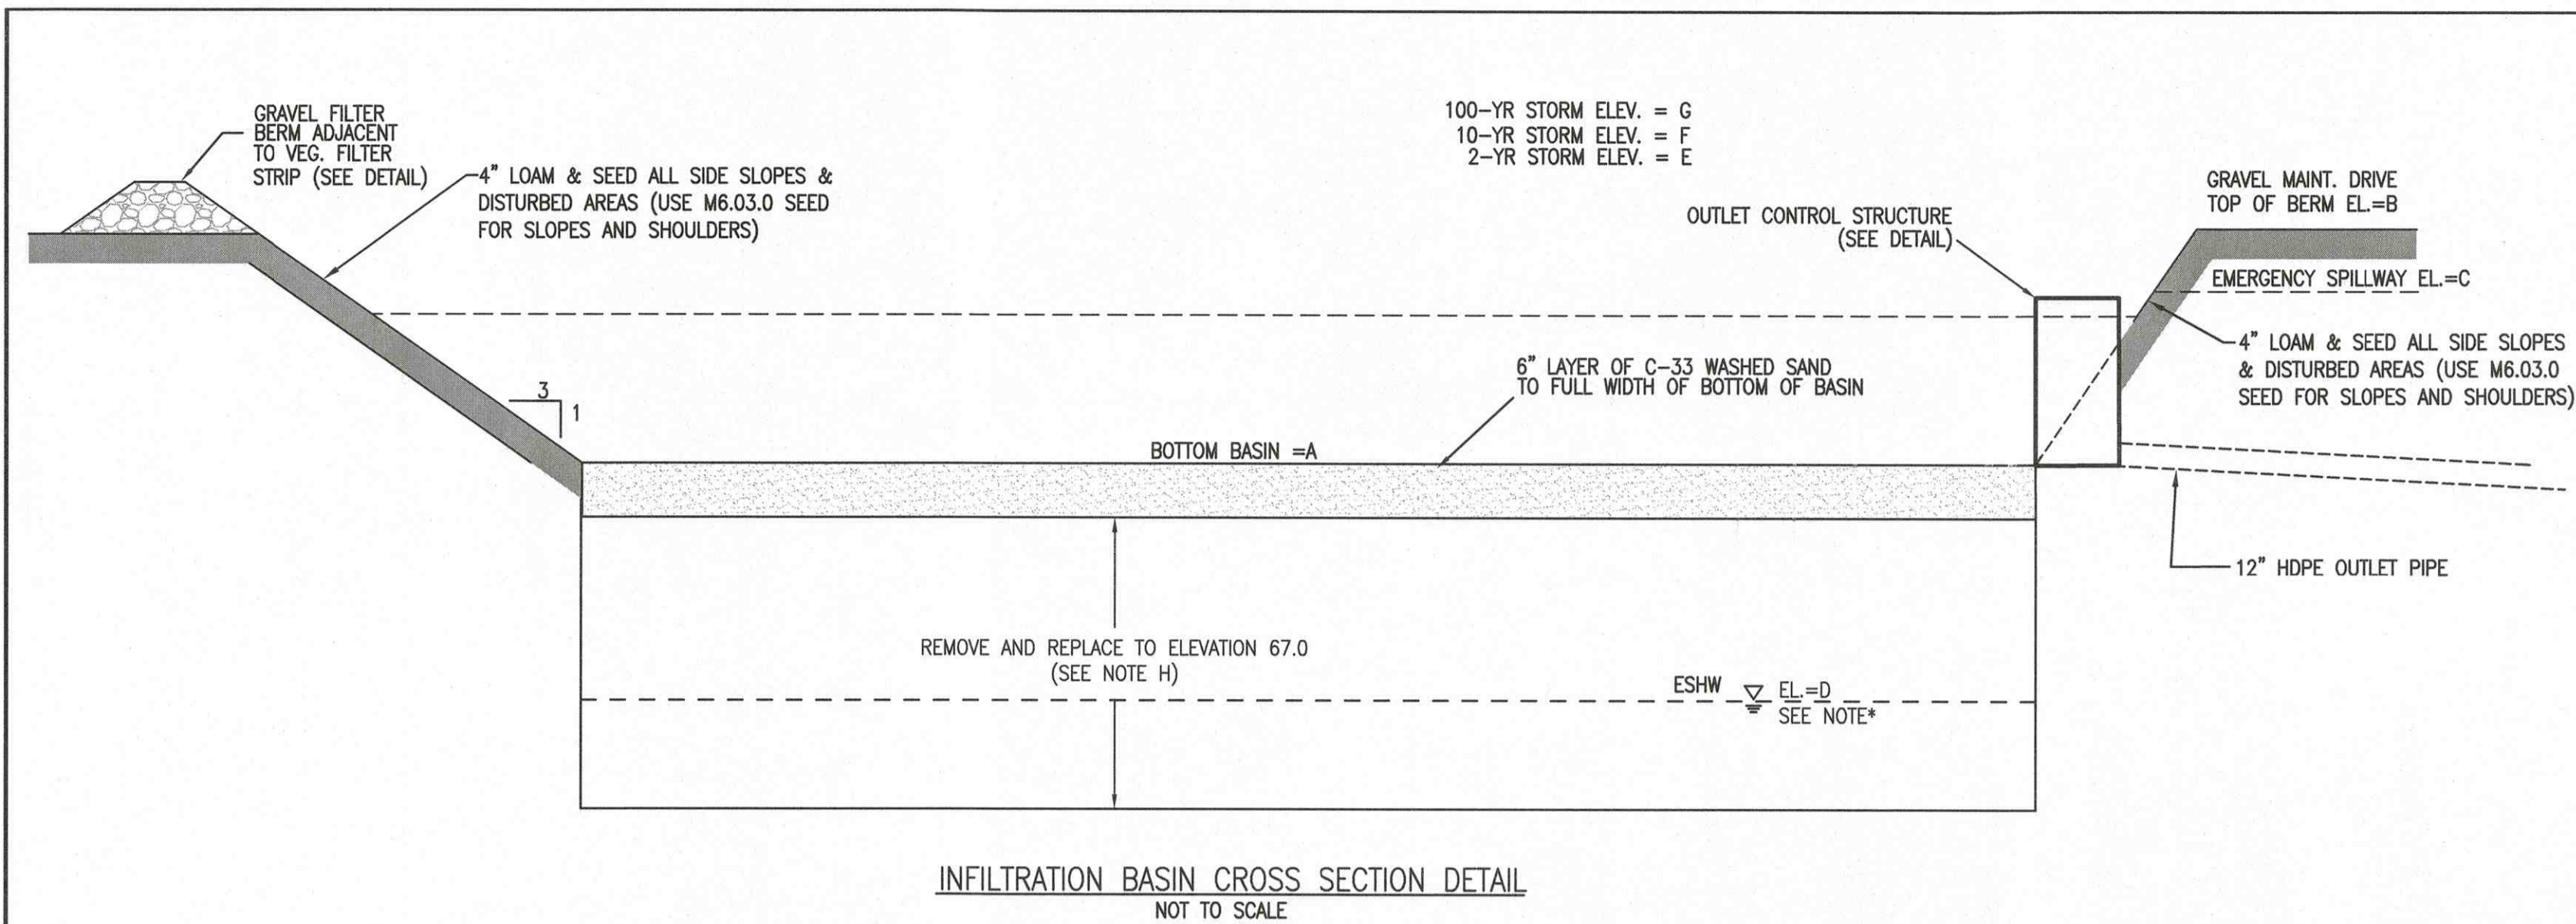 GRAVEL FILTER
BERM ADJACENT
TO VEG. FILTER
STRIP (SEE DETAIL)
4" LOAM & SEED ALL SIDE SLOPES &
DISTURBED AREAS (USE M6.03.0 SEED
FOR SLOPES AND SHOULDERS)
100-YR STORM ELEV. = G
10-YR STORM ELEV. = F
2-YR STORM ELEV. = E
OUTLET CONTROL STRUCTURE
(SEE DETAIL)
GRAVEL MAINT. DRIVE
TOP OF BERM EL.=B
EMERGENCY SPILLWAY EL.=C
4" LOAM & SEED ALL SIDE SLOPES
& DISTURBED AREAS (USE M6.03.0
SEED FOR SLOPES AND SHOULDERS)
6" LAYER OF C-33 WASHED SAND
TO FULL WIDTH OF BOTTOM OF BASIN
3
1
BOTTOM BASIN =A
12" HDPE OUTLET PIPE
REMOVE AND REPLACE TO ELEVATION 67.0
(SEE NOTE H)
ESHW
EL.=D
SEE NOTE*
INFILTRATION BASIN CROSS SECTION DETAIL
NOT TO SCALE